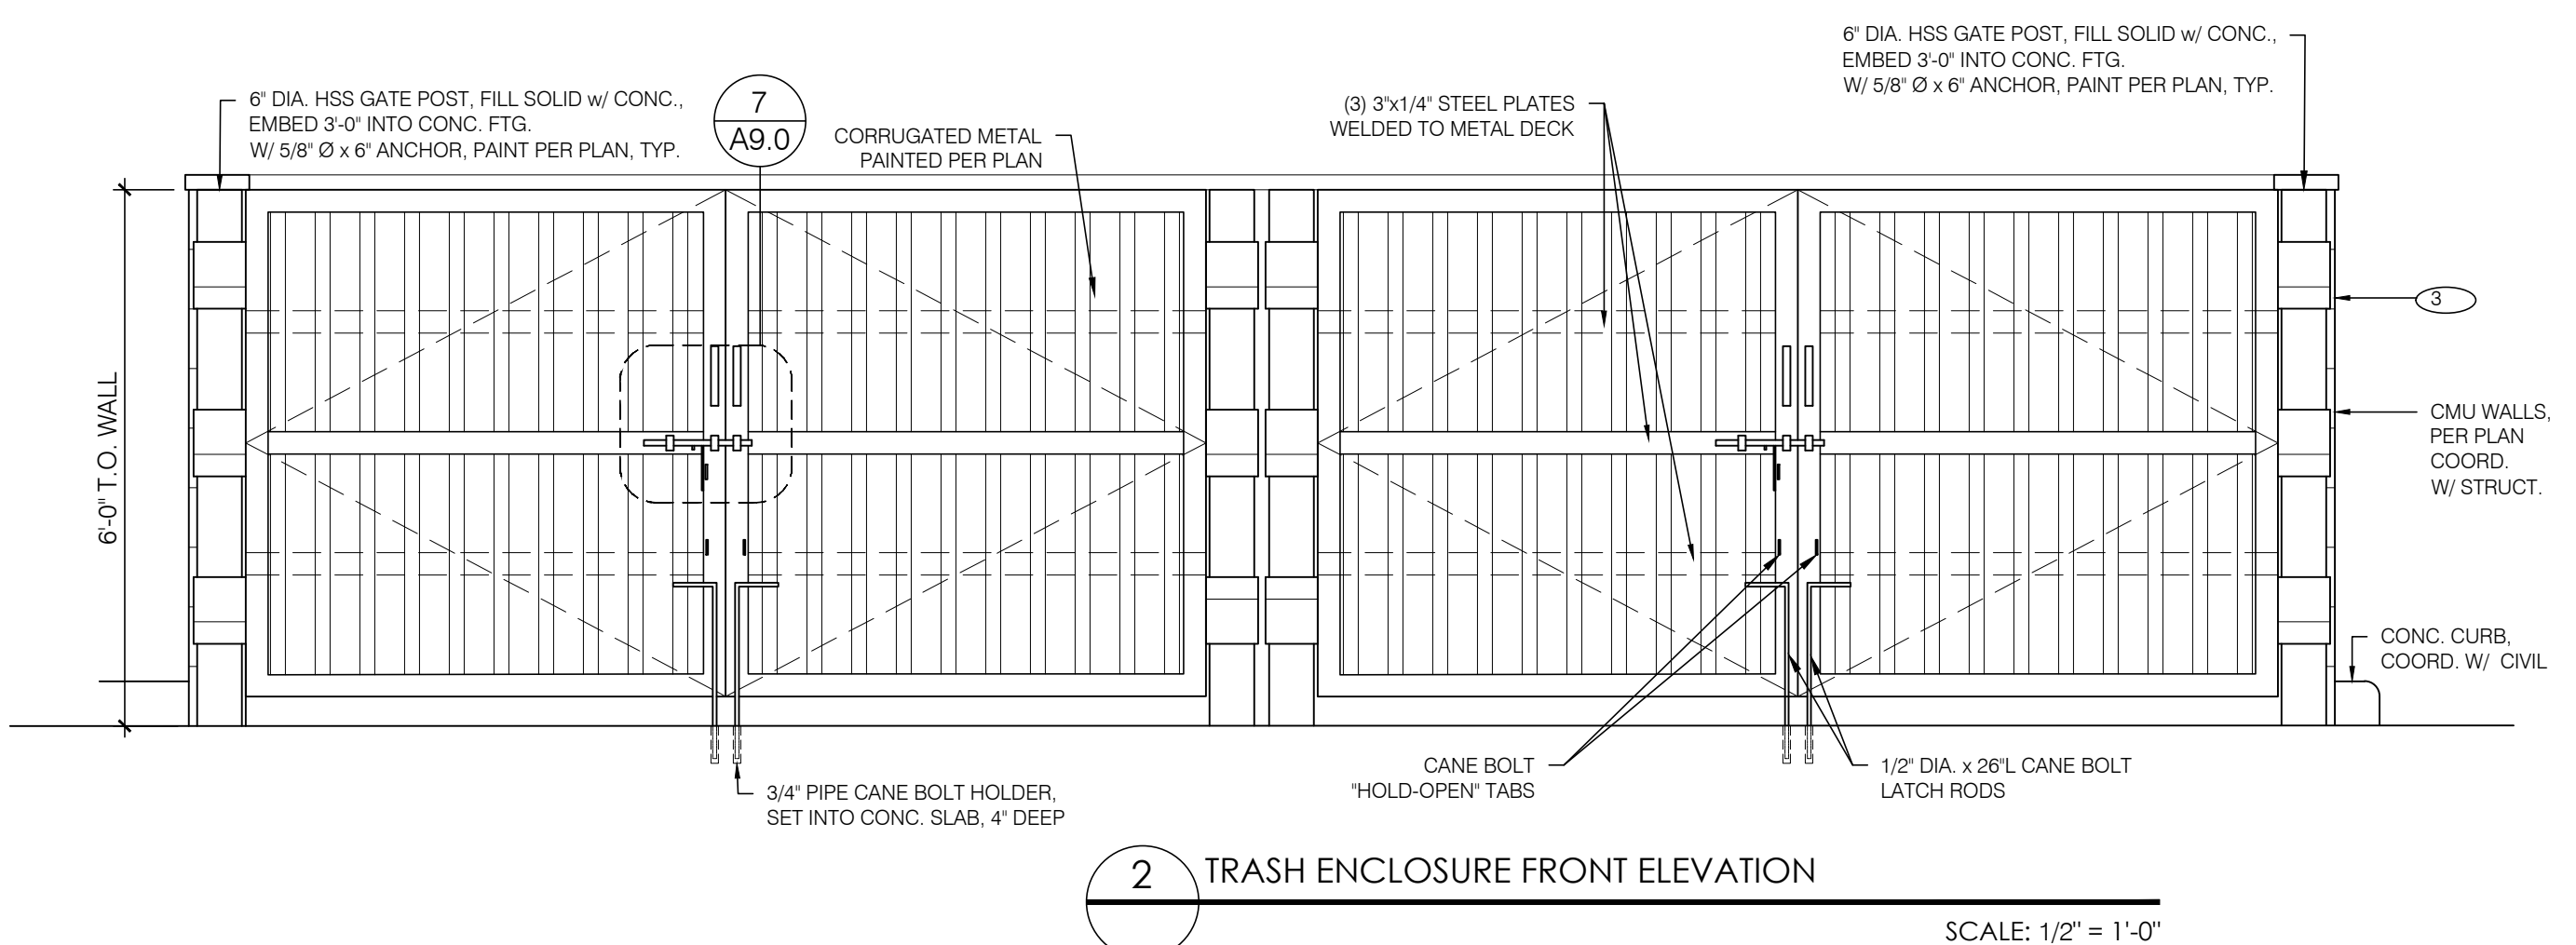 6" DIA. HSS GATE POST, FILL SOLID w/ CONC.,
EMBED 3'-0" INTO CONC. FTG.
W/ 5/8" Ø x 6" ANCHOR, PAINT PER PLAN, TYP.
7
A9.0
CORRUGATED METAL
PAINTED PER PLAN
(3) 3"x1/4" STEEL PLATES
WELDED TO METAL DECK
6" DIA. HSS GATE POST, FILL SOLID w/ CONC.,
EMBED 3'-0" INTO CONC. FTG.
W/ 5/8" Ø x 6" ANCHOR, PAINT PER PLAN, TYP.
6'-0" T.O. WALL
3
CMU WALLS,
PER PLAN
COORD.
W/ STRUCT.
CONC. CURB,
COORD. W/ CIVIL
3/4" PIPE CANE BOLT HOLDER,
SET INTO CONC. SLAB, 4" DEEP
CANE BOLT
"HOLD-OPEN" TABS
1/2" DIA. x 26"L CANE BOLT
LATCH RODS
2
TRASH ENCLOSURE FRONT ELEVATION
SCALE: 1/2" = 1'-0"